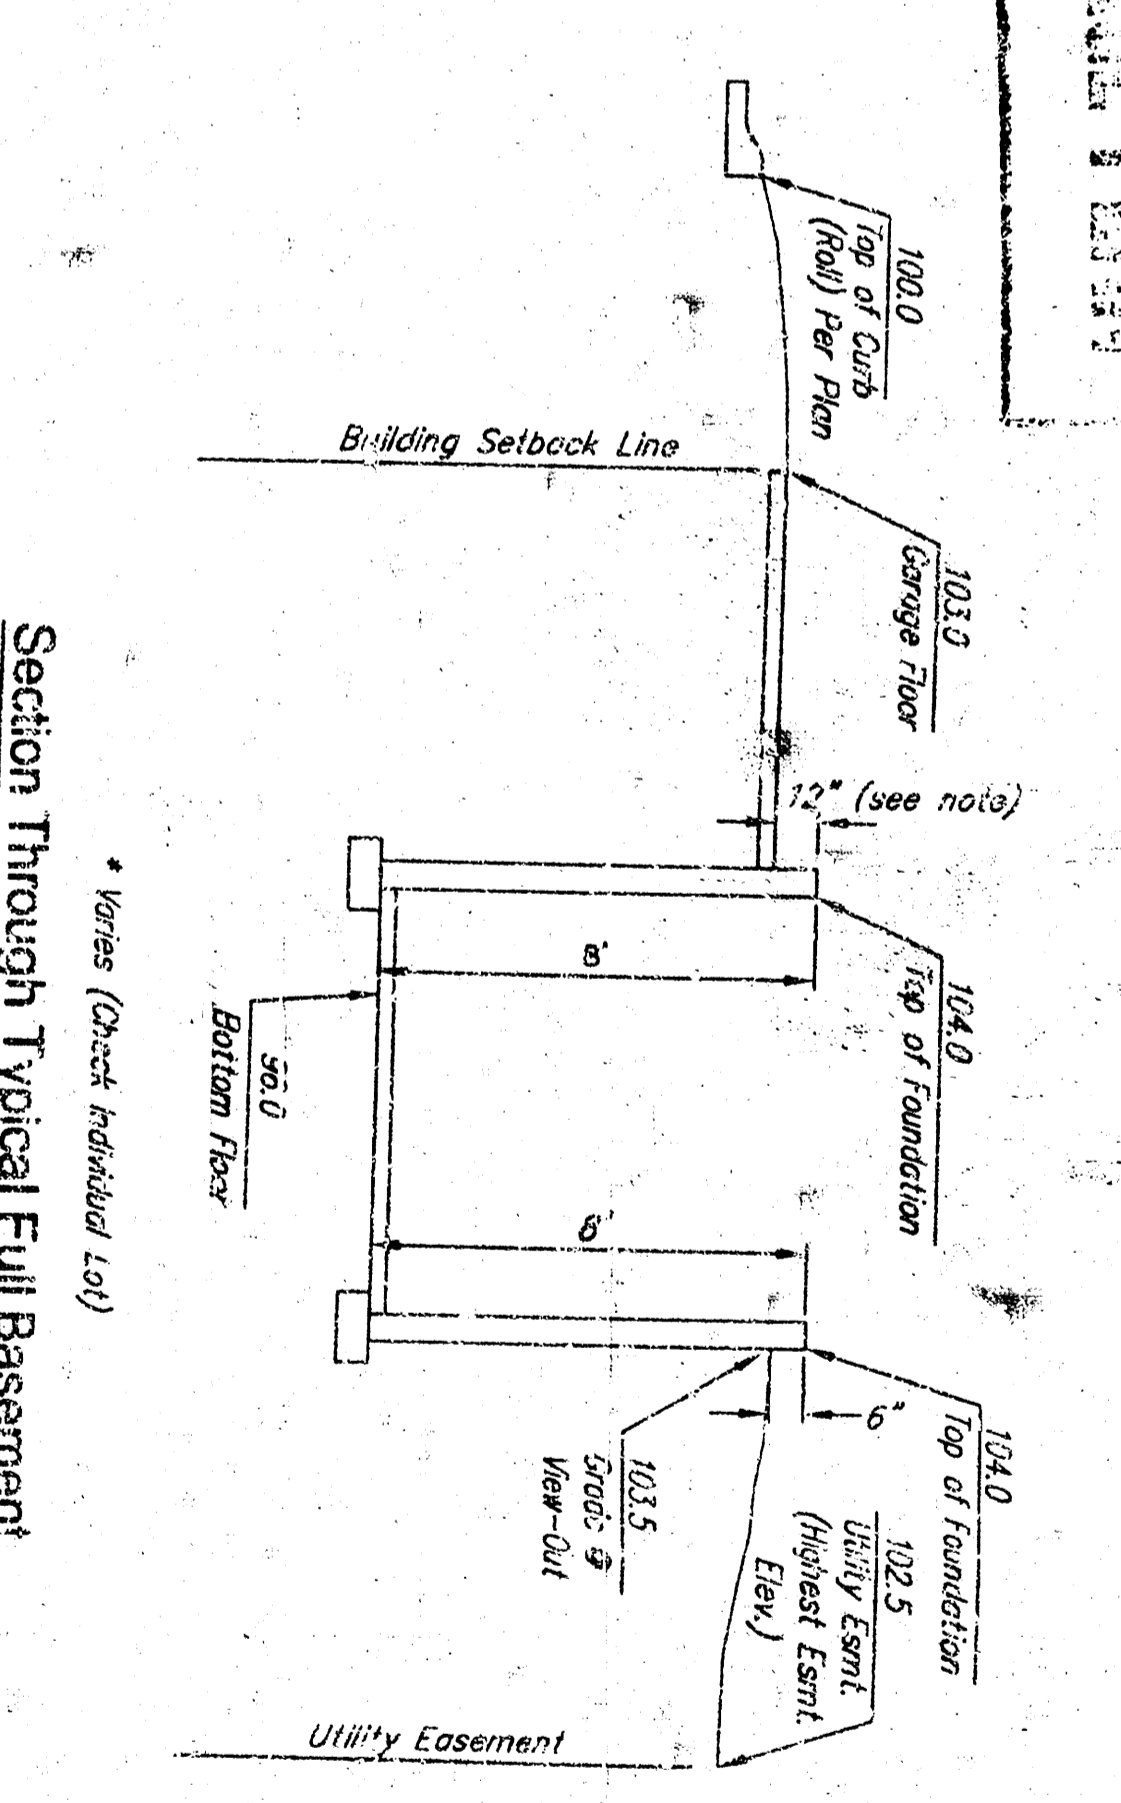 100.0
Top of Curb
(Roll) Per Plan
Building Setback Line
103.0
Garage Floor
12" (see note)
104.0
Top of Foundation
8'
Bottom Floor
8'
104.0
Top of Foundation
6"
103.5
Grade @
View-Out
102.5
Utility Esmt.
(Highest Esmt.
Elev.)
Utility Easement
* Varies (Check Individual Lot)
Section Through Typical Full Basement